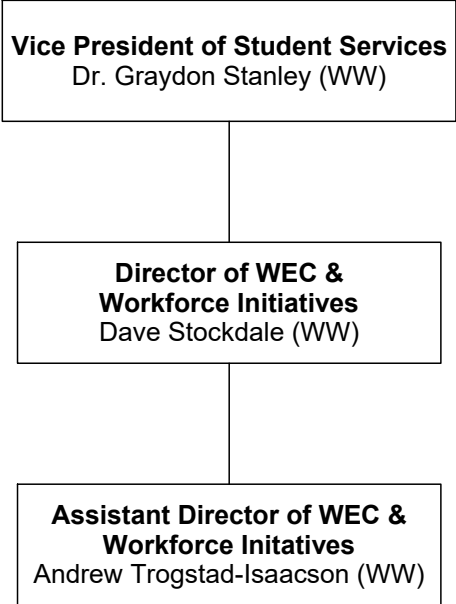 Vice President of Student Services
Dr. Graydon Stanley (WW)
Director of WEC &
Workforce Initiatives
Dave Stockdale (WW)
Assistant Director of WEC &
Workforce Initatives
Andrew Trogstad-Isaacson (WW)